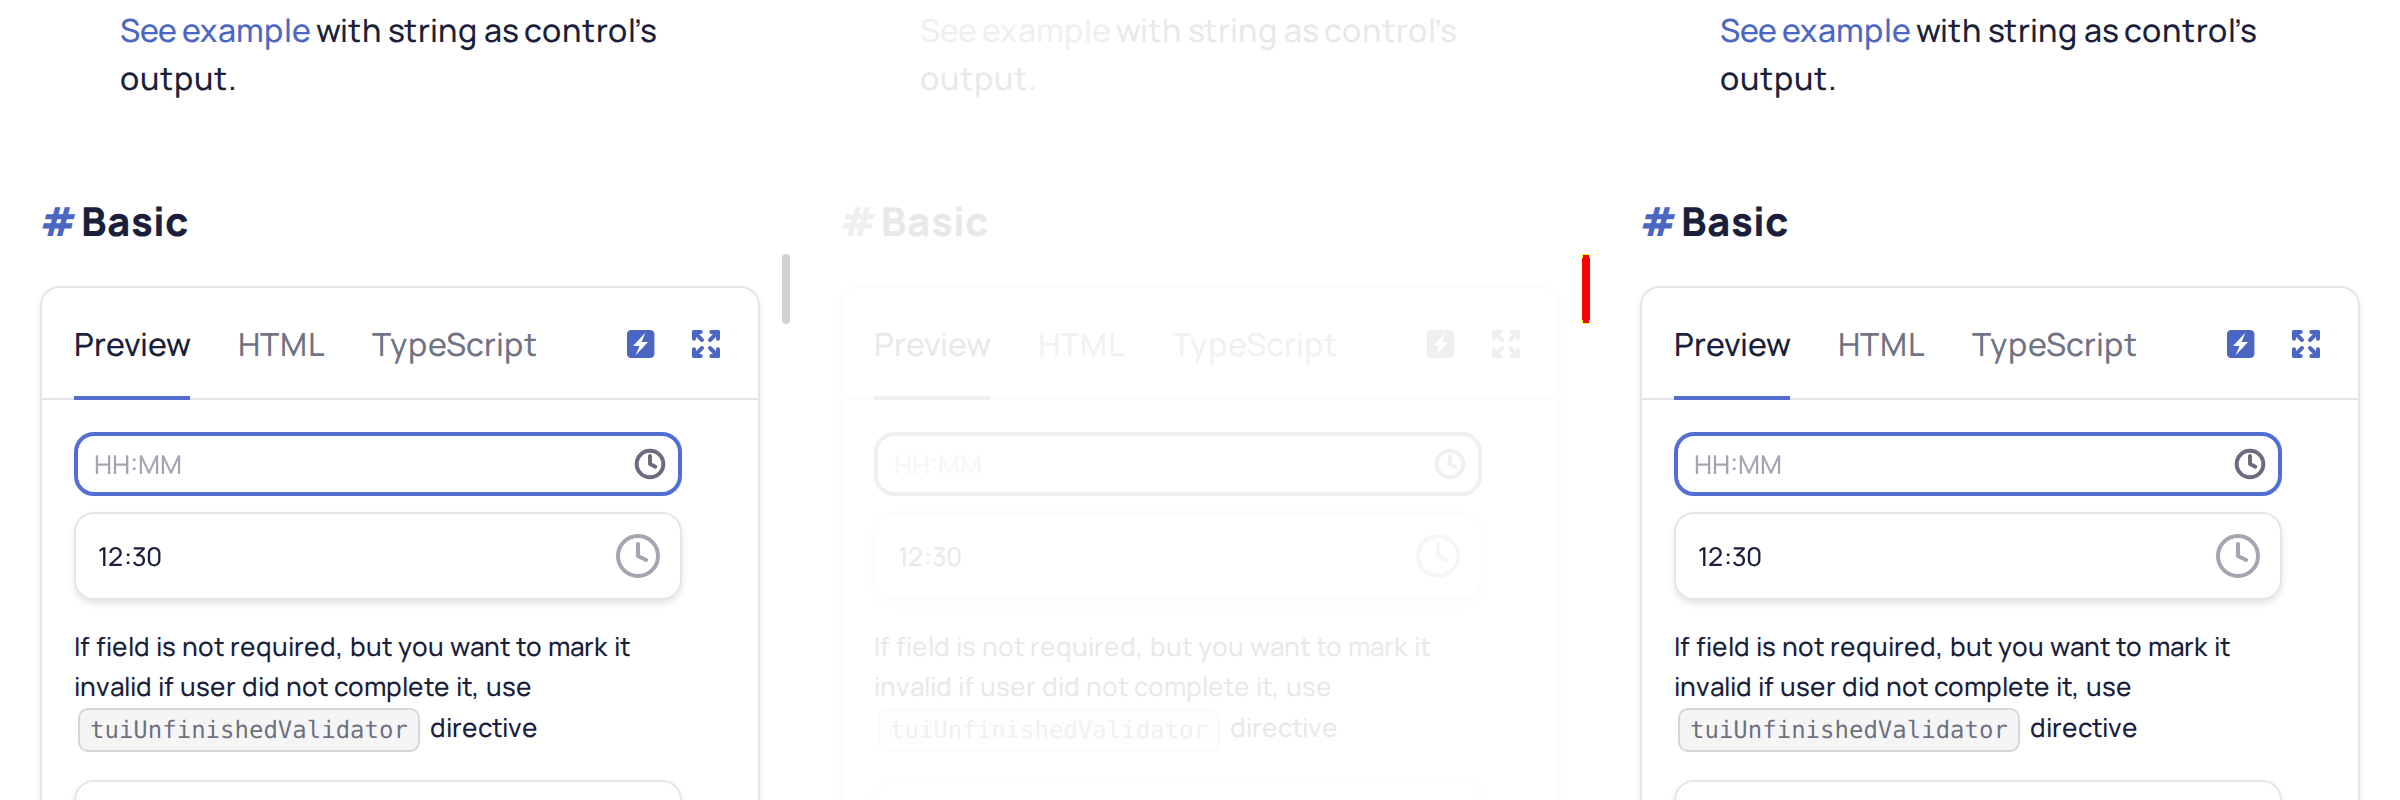 See example with string as control's
output.
# Basic
Preview HTML TypeScript
HH:MM
12:30
If field is not required, but you want to mark it
invalid if user did not complete it, use
tuiUnfinishedValidator directive
See example with string as control's
output.
# Basic
Preview HTML TypeScript
HH:MM
12:30
If field is not required, but you want to mark it
invalid if user did not complete it, use
tuiUnfinishedValidator directive
See example with string as control's
output.
# Basic
Preview HTML TypeScript
HH:MM
12:30
If field is not required, but you want to mark it
invalid if user did not complete it, use
tuiUnfinishedValidator directive